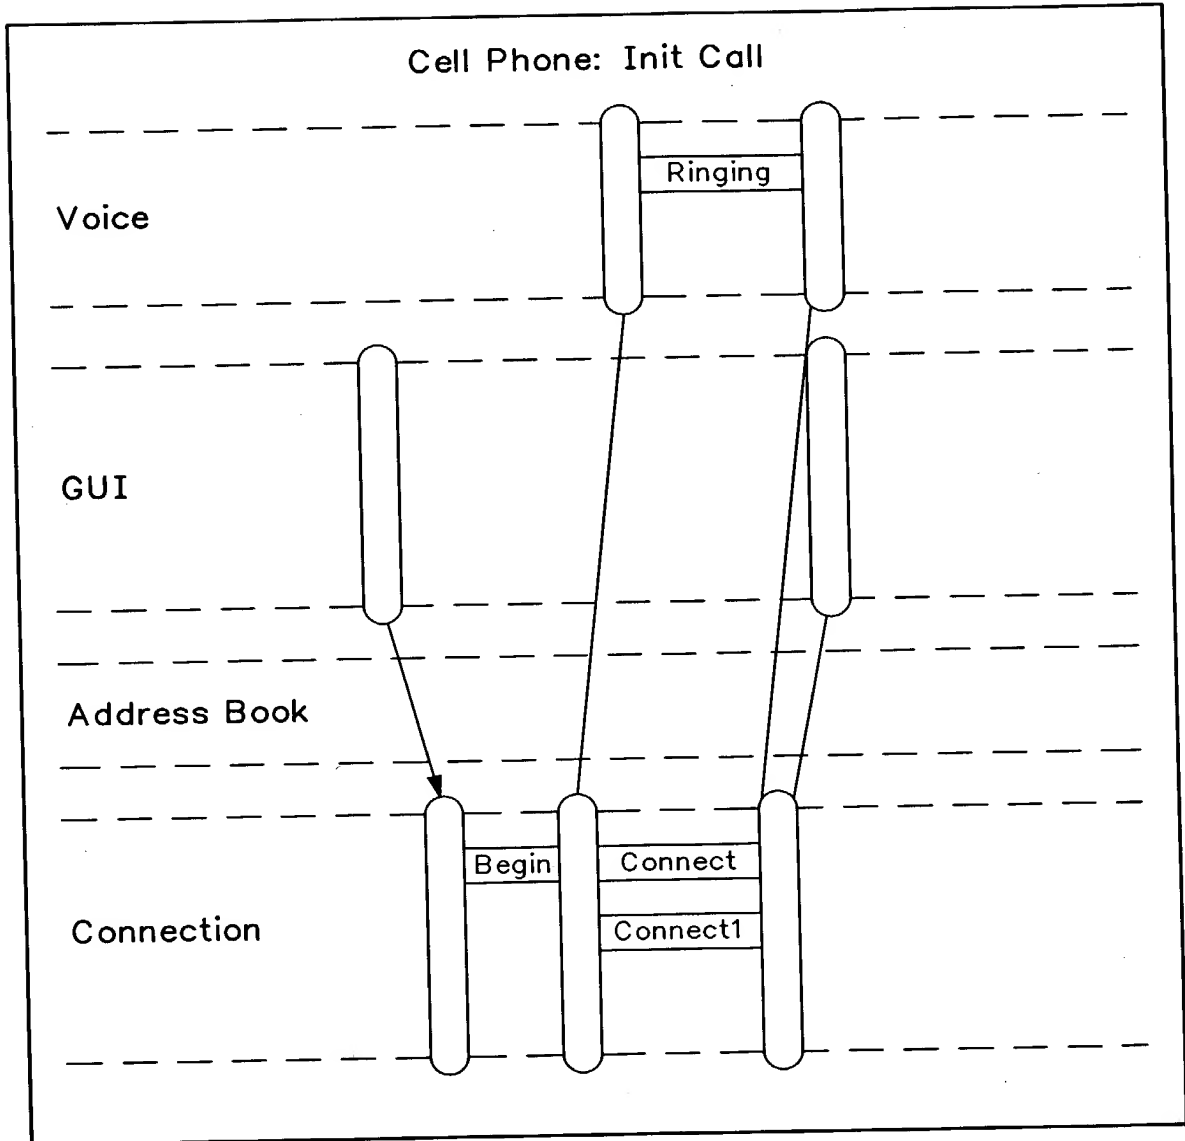 Cell Phone: Init Call
Ringing
Voice
GUI
Address Book
Begin
Connect
Connect1
Connection